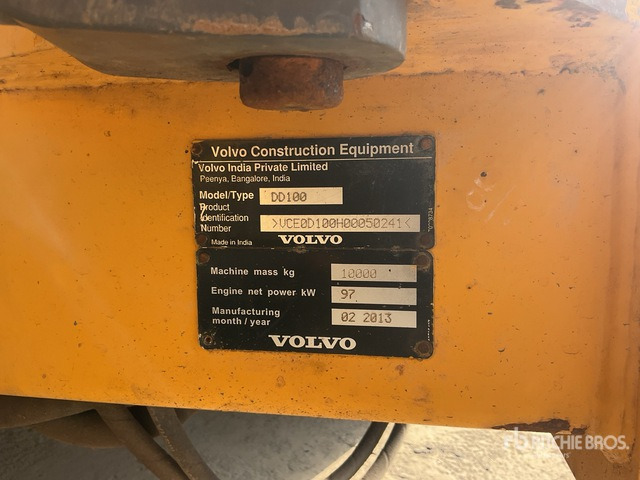 Volvo Construction Equipment
Volvo India Private Limited
Peenya, Bangalore, India
Model/Type DD100
Product
Identification
Number >VCE0D100H00050241<
Made in India VOLVO
Machine mass kg 10000
Engine net power kW 97
Manufacturing
month / year 02 2013
VOLVO
RITCHIE BROS.